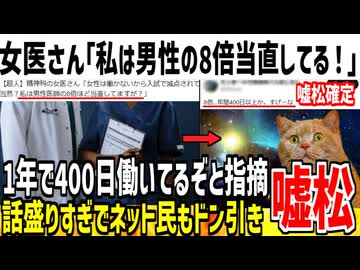 女医さん｢私は男性の8倍当直してる！｣
【超人】精神科の女医さん「女性は働かないから入試で減点されて
当然？私は男性医師の8倍ほど当直してますが？」
嘘松確定
8倍…年間400日以上か。すげーな
1年で400日働いてるぞと指摘
話盛りすぎでネット民もドン引き
嘘松